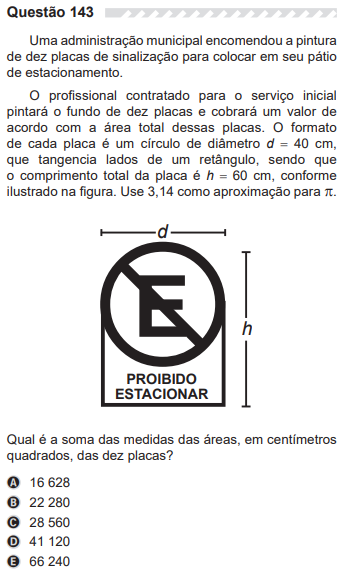 Questão 143
Uma administração municipal encomendou a pintura
de dez placas de sinalização para colocar em seu pátio
de estacionamento.
O profissional contratado para o serviço inicial
pintará o fundo de dez placas e cobrará um valor de
acordo com a área total dessas placas. O formato
de cada placa é um círculo de diâmetro d = 40 cm,
que tangencia lados de um retângulo, sendo que
o comprimento total da placa é h = 60 cm, conforme
ilustrado na figura. Use 3,14 como aproximação para π.
d
E
h
PROIBIDO
ESTACIONAR
Qual é a soma das medidas das áreas, em centímetros
quadrados, das dez placas?
A 16 628
B 22 280
C 28 560
D 41 120
E 66 240